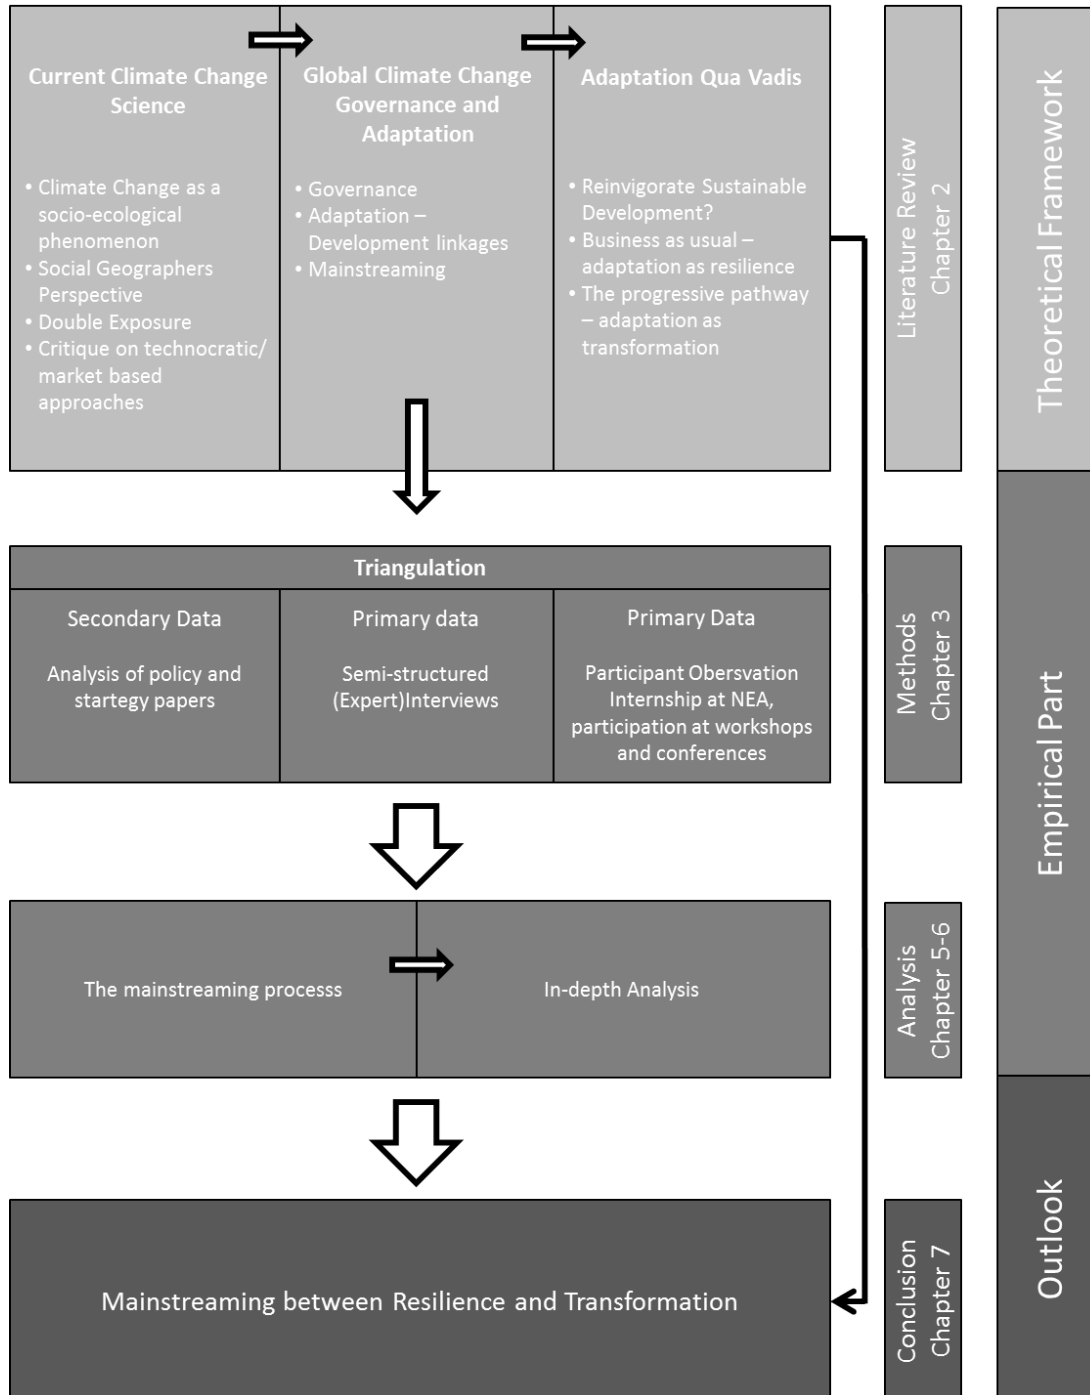 Current Climate Change
Science
• Climate Change as a
socio-ecological
phenomenon
• Social Geographers
Perspective
• Double Exposure
• Critique on technocratic/
market based
approaches
Global Climate Change
Governance and
Adaptation
• Governance
• Adaptation –
Development linkages
• Mainstreaming
Adaptation Qua Vadis
• Reinvigorate Sustainable
Development?
• Business as usual –
adaptation as resilience
• The progressive pathway
– adaptation as
transformation
Literature Review
Chapter 2
Theoretical Framework
Triangulation
Secondary Data
Analysis of policy and
startegy papers
Primary data
Semi-structured
(Expert)Interviews
Primary Data
Participant Obersvation
Internship at NEA,
participation at workshops
and conferences
Methods
Chapter 3
Empirical Part
The mainstreaming processs
In-depth Analysis
Analysis
Chapter 5-6
Mainstreaming between Resilience and Transformation
Conclusion
Chapter 7
Outlook